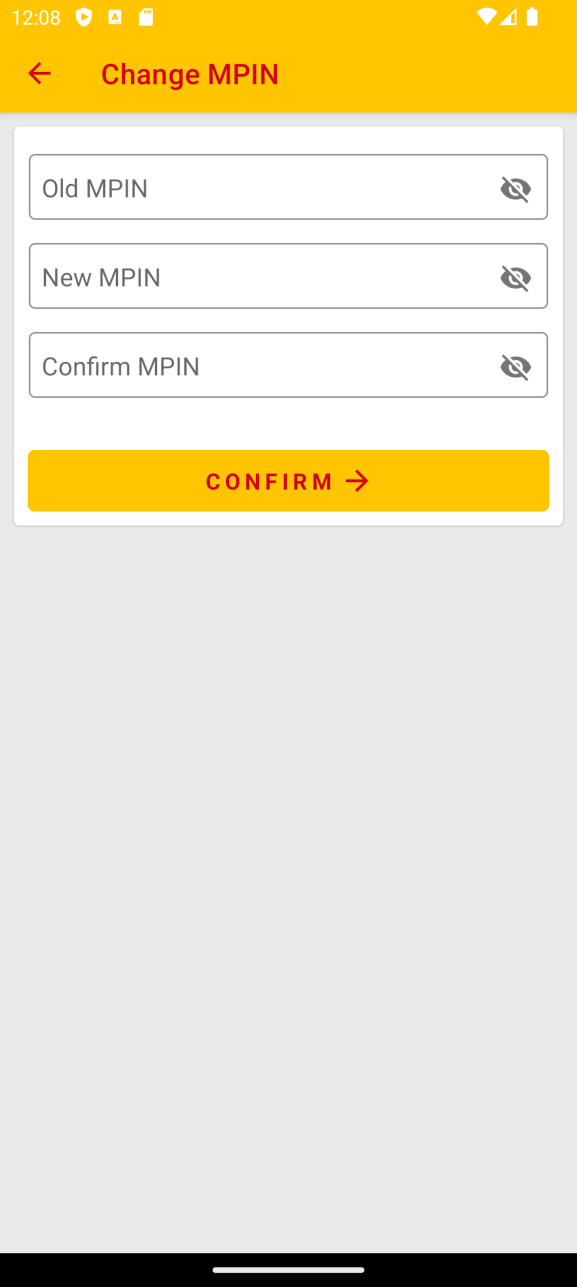 12:08
Change MPIN
Old MPIN
New MPIN
Confirm MPIN
CONFIRM